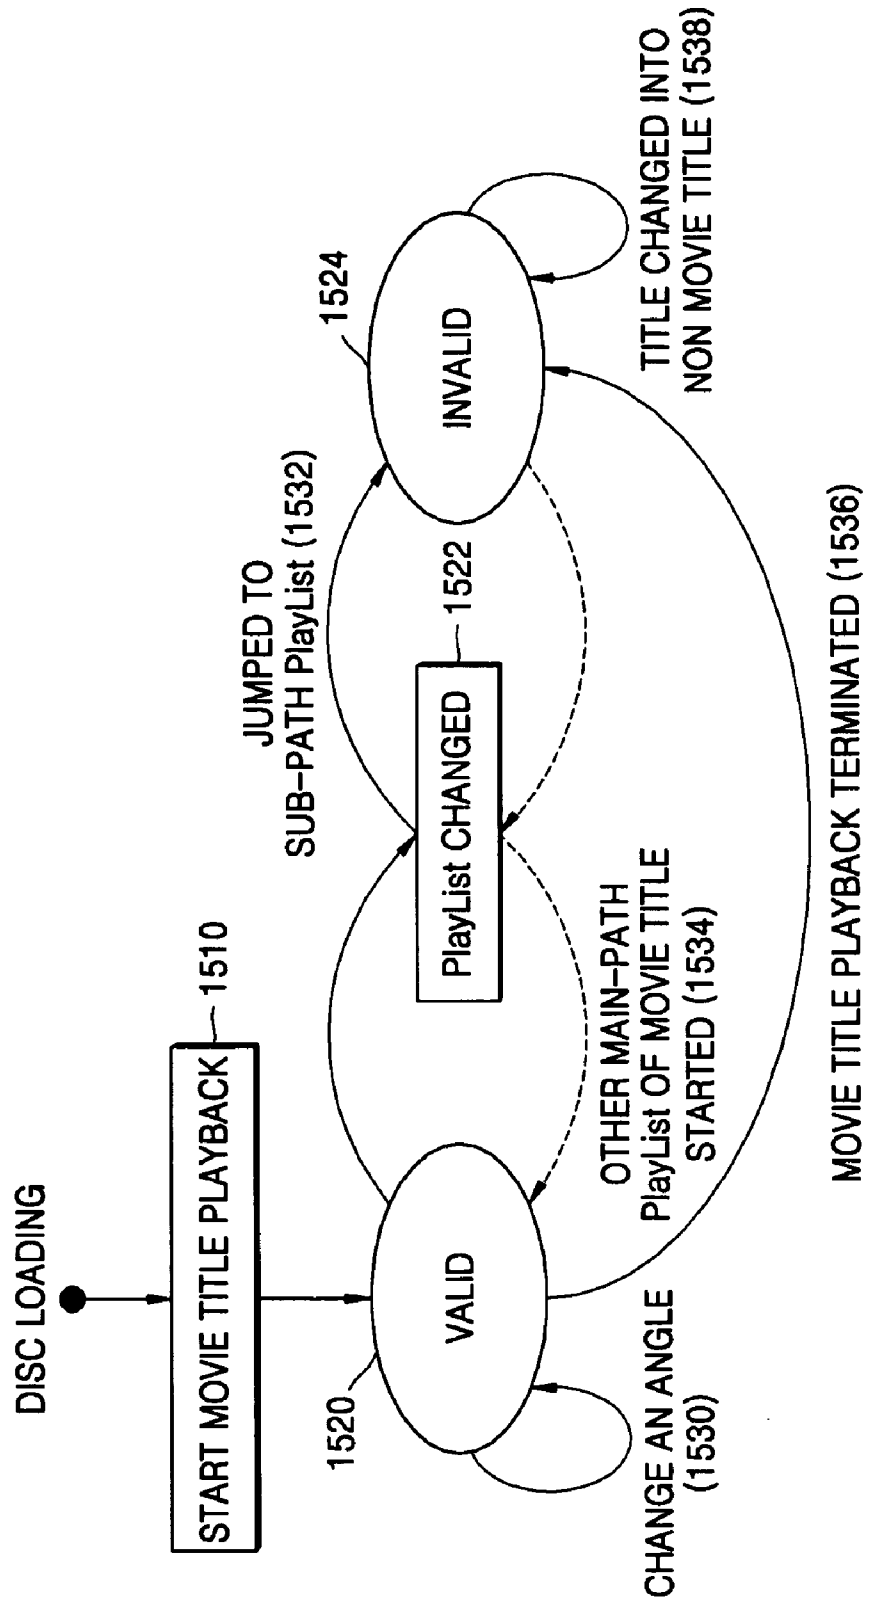 DISC LOADING
START MOVIE TITLE PLAYBACK
1510
1520
VALID
JUMPED TO
SUB-PATH PlayList (1532)
PlayList CHANGED
1522
1524
INVALID
CHANGE AN ANGLE
(1530)
OTHER MAIN-PATH
PlayList OF MOVIE TITLE
STARTED (1534)
TITLE CHANGED INTO
NON MOVIE TITLE (1538)
MOVIE TITLE PLAYBACK TERMINATED (1536)